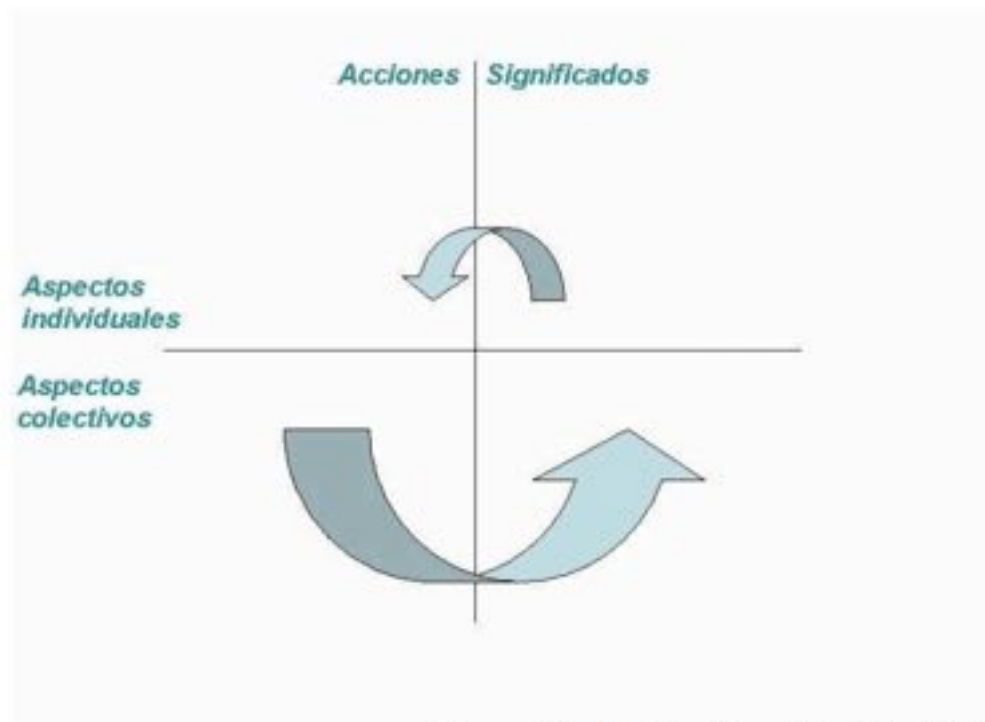 Acciones Significados
Aspectos
individuales
Aspectos
colectivos